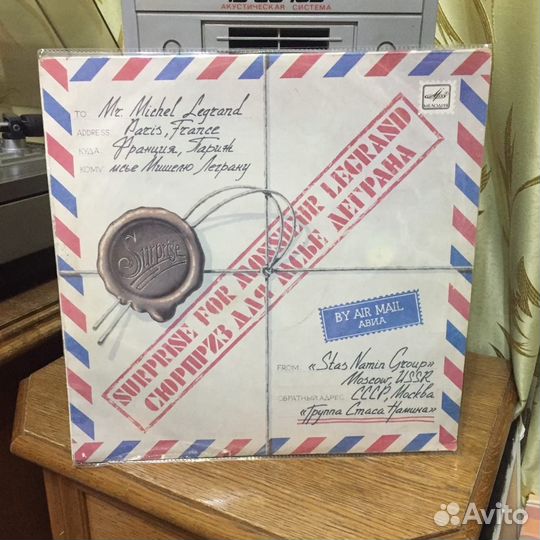 АКУСТИЧЕСКАЯ СИСТЕМА
МЕЛОДИЯ
TO Mr. Michel Legrand
ADDRESS: Paris, France
КУДА: Франция, Париж
КОМУ: мсье Мишелю Леграну
Surprise
SURPRISE FOR MONSIEUR LEGRAND
СЮРПРИЗ ДЛЯ МСЬЕ ЛЕГРАНА
BY AIR MAIL
АВИА
FROM: «Stas Namin Group»
Moscow, USSR
ОБРАТНЫЙ АДРЕС: СССР, Москва
«Группа Стаса Намина»
Avito